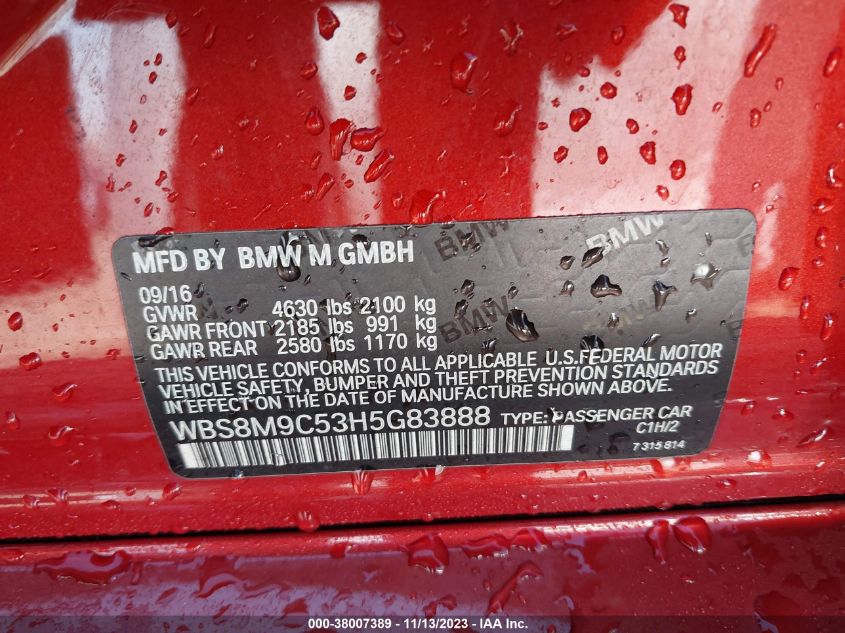 MFD BY BMW M GMBH
BMW
BMW
09/16
GVWR 4630 lbs 2100 kg
GAWR FRONT 2185 lbs 991 kg
GAWR REAR 2580 lbs 1170 kg
THIS VEHICLE CONFORMS TO ALL APPLICABLE U.S.FEDERAL MOTOR
VEHICLE SAFETY, BUMPER AND THEFT PREVENTION STANDARDS
IN EFFECT ON THE DATE OF MANUFACTURE SHOWN ABOVE.
WBS8M9C53H5G83888 TYPE: PASSENGER CAR
C1H/2
7 315 814
000-38007389 - 11/13/2023 - IAA Inc.